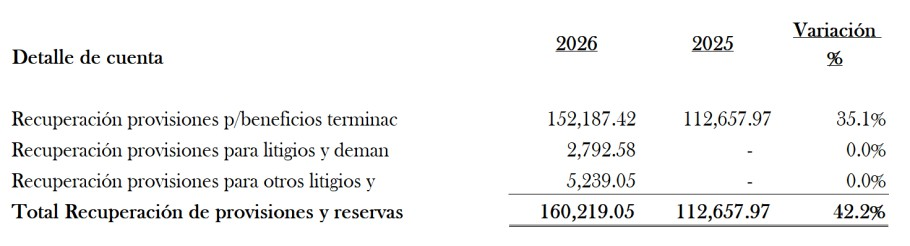 Detalle de cuenta 2026 2025 Variación %
Recuperación provisiones p/beneficios terminac 152,187.42 112,657.97 35.1%
Recuperación provisiones para litigios y deman 2,792.58 - 0.0%
Recuperación provisiones para otros litigios y 5,239.05 - 0.0%
Total Recuperación de provisiones y reservas 160,219.05 112,657.97 42.2%